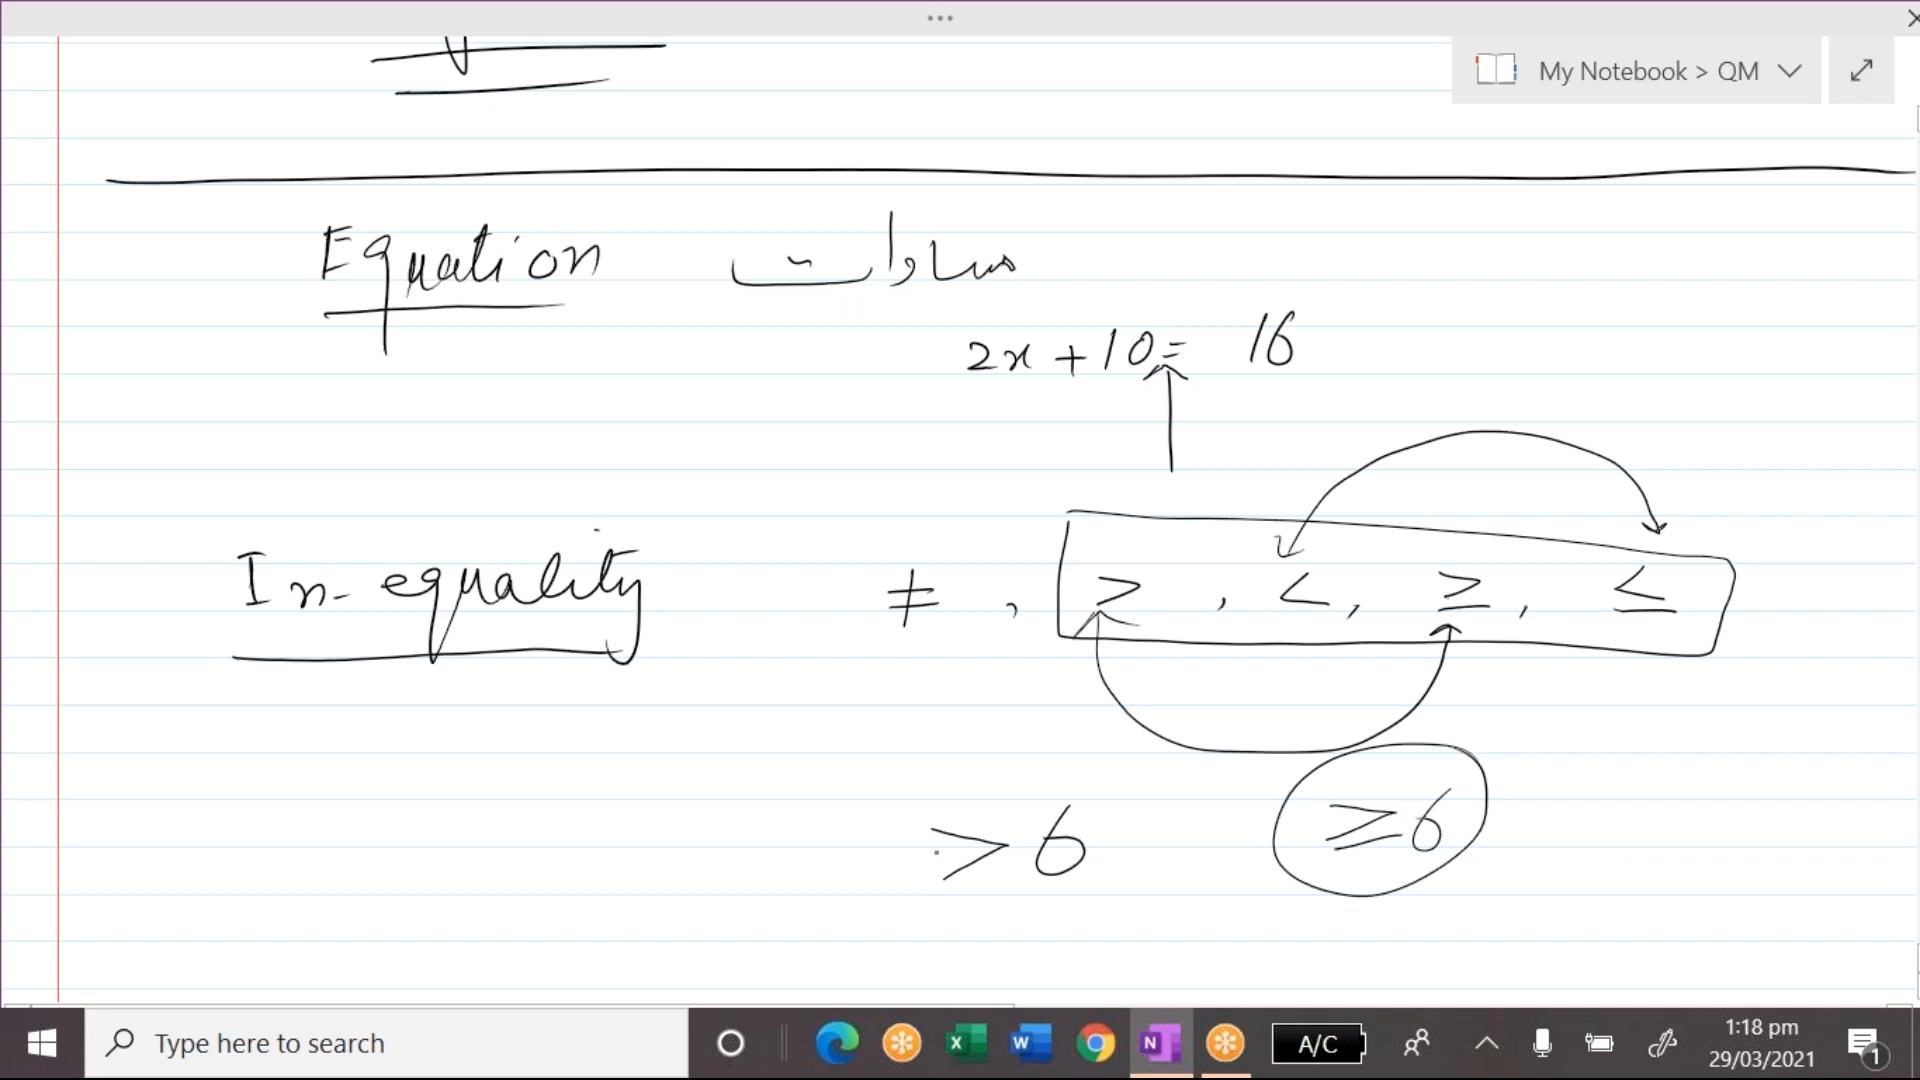 ...
My Notebook > QM
Equation مساوات
2x + 10 = 16
In-equality ≠ , > , < , ≥ , ≤
> 6 ≥ 6
Type here to search
A/C
1:18 pm
29/03/2021
1